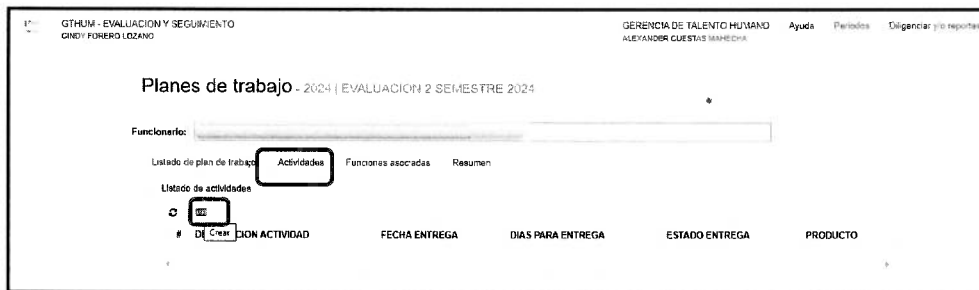 GTHUM - EVALUACION Y SEGUIMIENTO
CINDY FORERO LOZANO
GERENCIA DE TALENTO HUMANO
ALEXANDER CUESTAS MAHECHA
Ayuda Periodos Diligenciar y/o reportes
Planes de trabajo - 2024 | EVALUACION 2 SEMESTRE 2024
Funcionario:
Listado de plan de trabajo Actividades Funciones asociadas Resumen
Listado de actividades
Crear
# CION ACTIVIDAD FECHA ENTREGA DIAS PARA ENTREGA ESTADO ENTREGA PRODUCTO